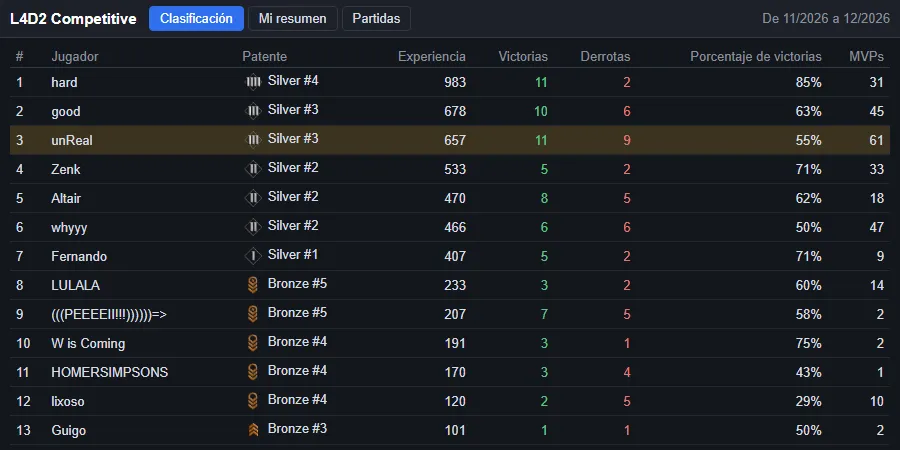 L4D2 Competitive Clasificación Mi resumen Partidas De 11/2026 a 12/2026
# Jugador Patente Experiencia Victorias Derrotas Porcentaje de victorias MVPs
1 hard Silver #4 983 11 2 85% 31
2 good Silver #3 678 10 6 63% 45
3 unReal Silver #3 657 11 9 55% 61
4 Zenk Silver #2 533 5 2 71% 33
5 Altair Silver #2 470 8 5 62% 18
6 whyyy Silver #2 466 6 6 50% 47
7 Fernando Silver #1 407 5 2 71% 9
8 LULALA Bronze #5 233 3 2 60% 14
9 (((PEEEEII!!!))))))=> Bronze #5 207 7 5 58% 2
10 W is Coming Bronze #4 191 3 1 75% 2
11 HOMERSIMPSONS Bronze #4 170 3 4 43% 1
12 lixoso Bronze #4 120 2 5 29% 10
13 Guigo Bronze #3 101 1 1 50% 2